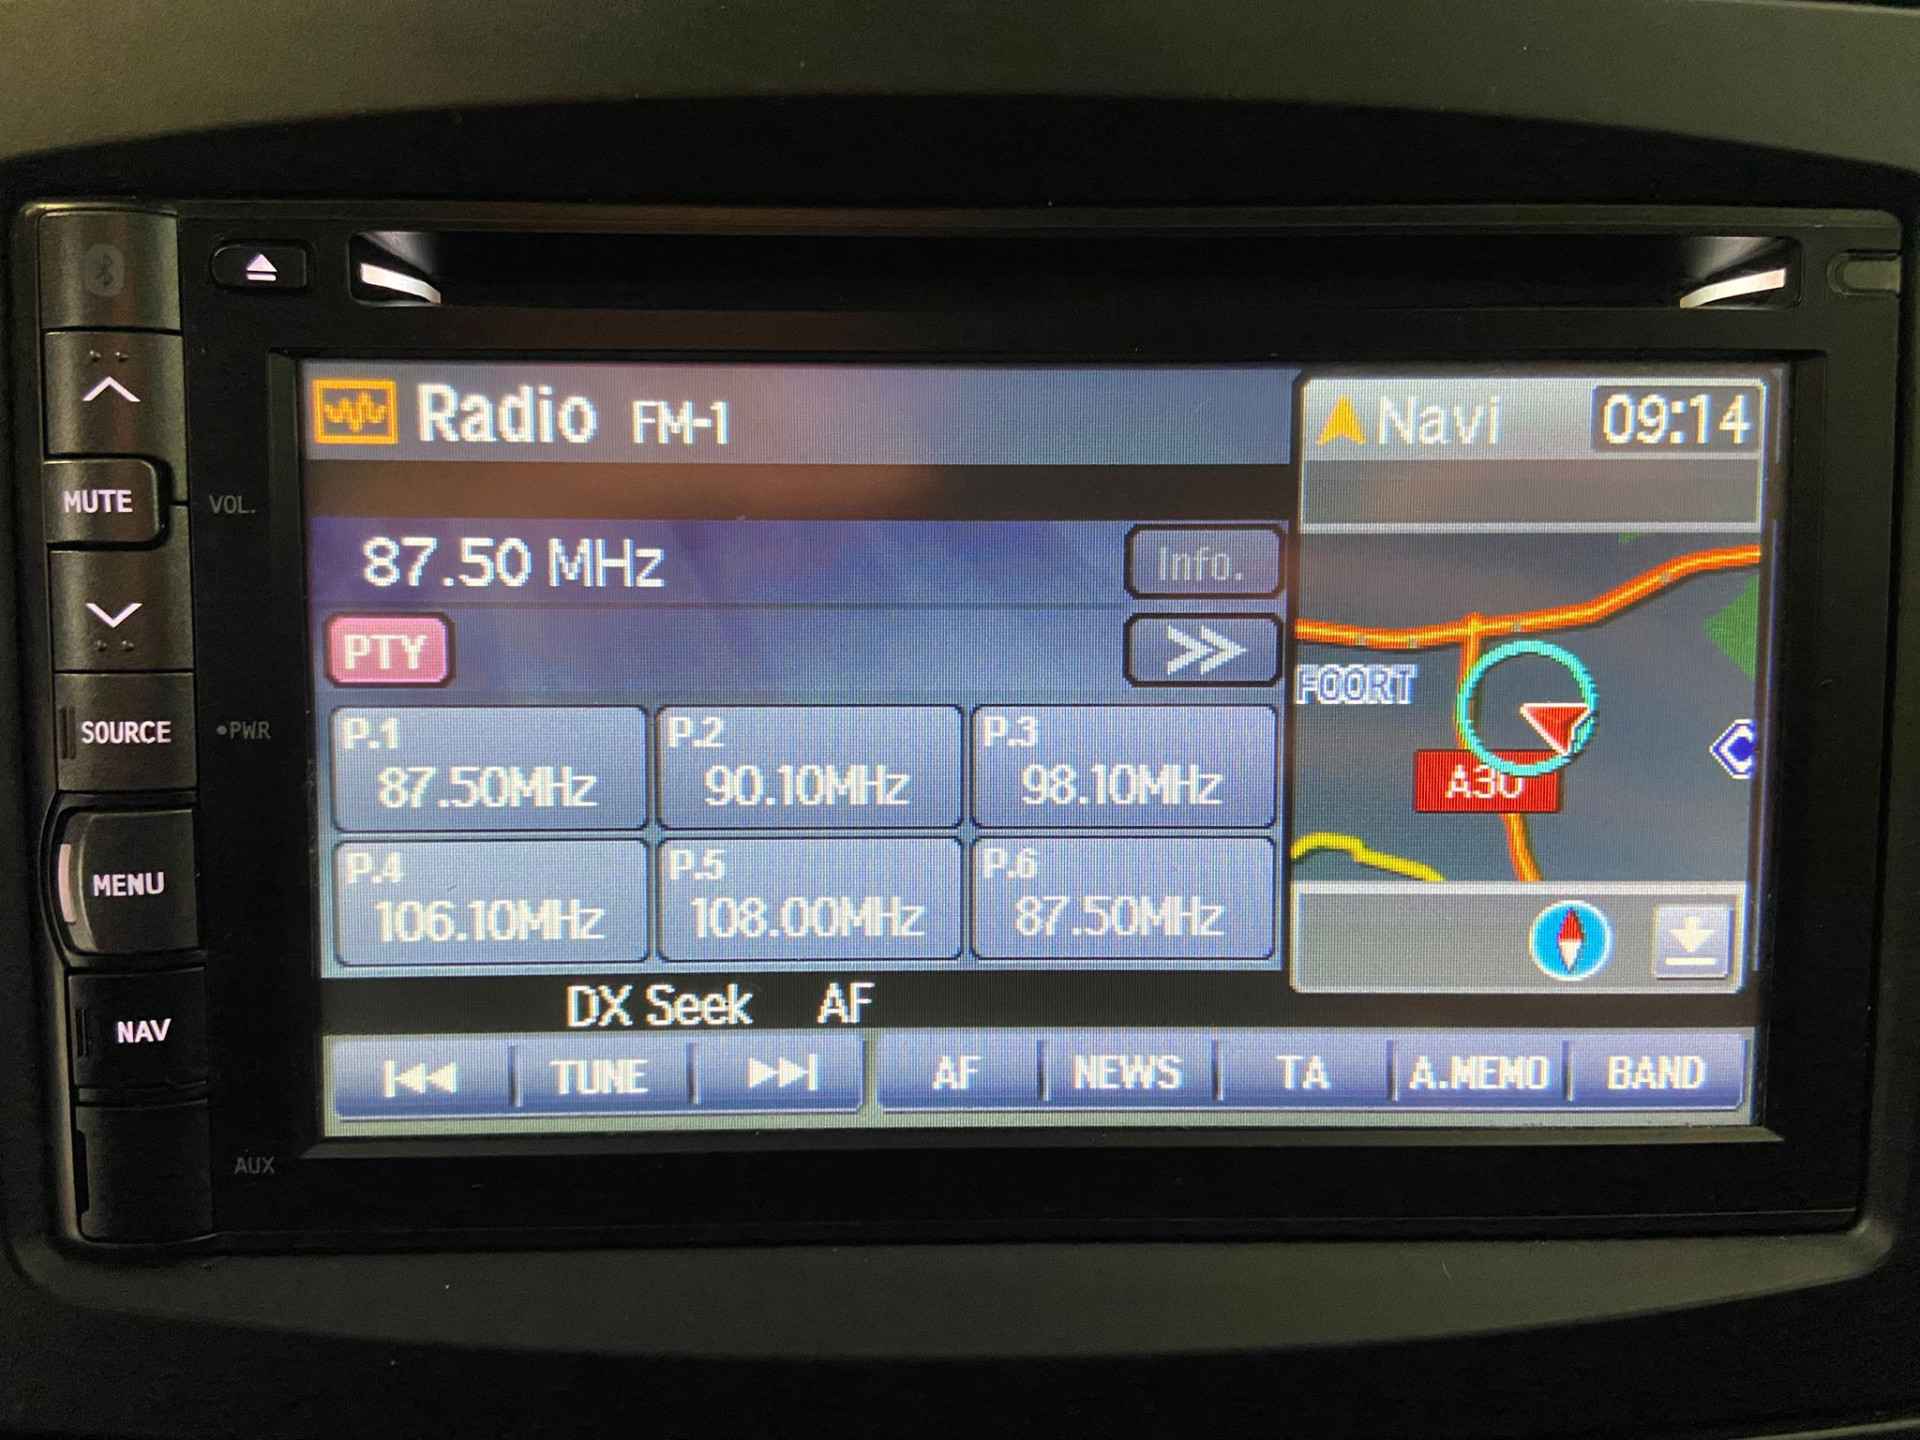 Radio FM-1
Navi 09:14
MUTE
VOL.
87.50 MHz
Info.
PTY
FOORT
SOURCE
•PWR
P.1
87.50MHz
P.2
90.10MHz
P.3
98.10MHz
A30
MENU
P.4
106.10MHz
P.5
108.00MHz
P.6
87.50MHz
NAV
DX Seek AF
TUNE
AF
NEWS
TA
A.MEMO
BAND
AUX